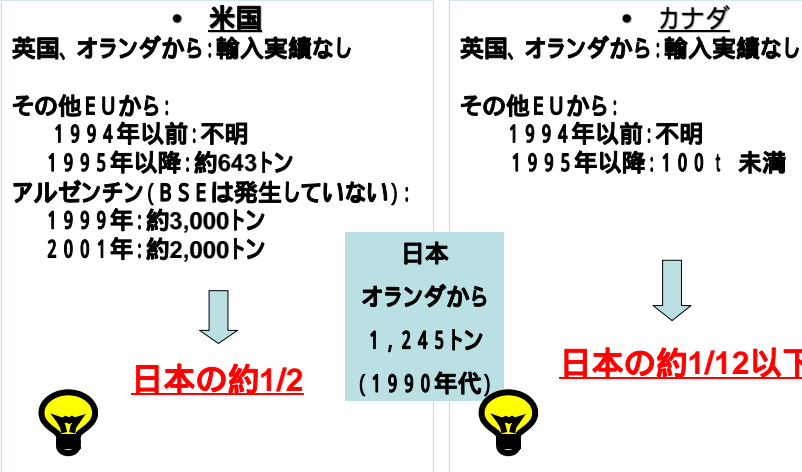 • 米国
英国、オランダから:輸入実績なし
その他EUから:
1994年以前:不明
1995年以降:約643トン
アルゼンチン(BSEは発生していない):
1999年:約3,000トン
2001年:約2,000トン
日本の約1/2
日本
オランダから
1,245トン
(1990年代)
• カナダ
英国、オランダから:輸入実績なし
その他EUから:
1994年以前:不明
1995年以降:100t 未満
日本の約1/12以下